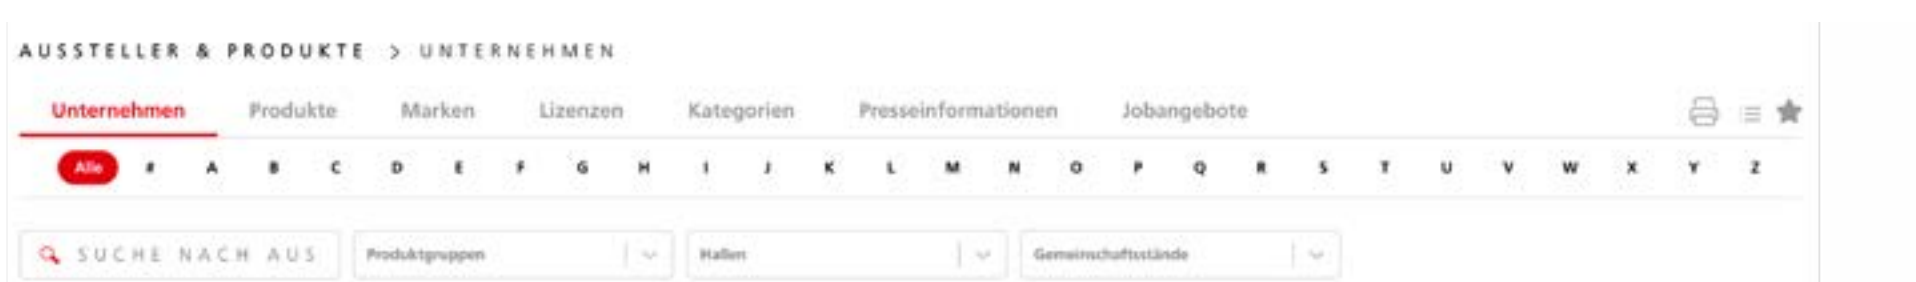 AUSSTELLER & PRODUKTE > UNTERNEHMEN
Unternehmen Produkte Marken Lizenzen Kategorien Presseinformationen Jobangebote
Alle # A B C D E F G H I J K L M N O P Q R S T U V W X Y Z
SUCHE NACH AUS Produktgruppen Hallen Gemeinschaftsstände